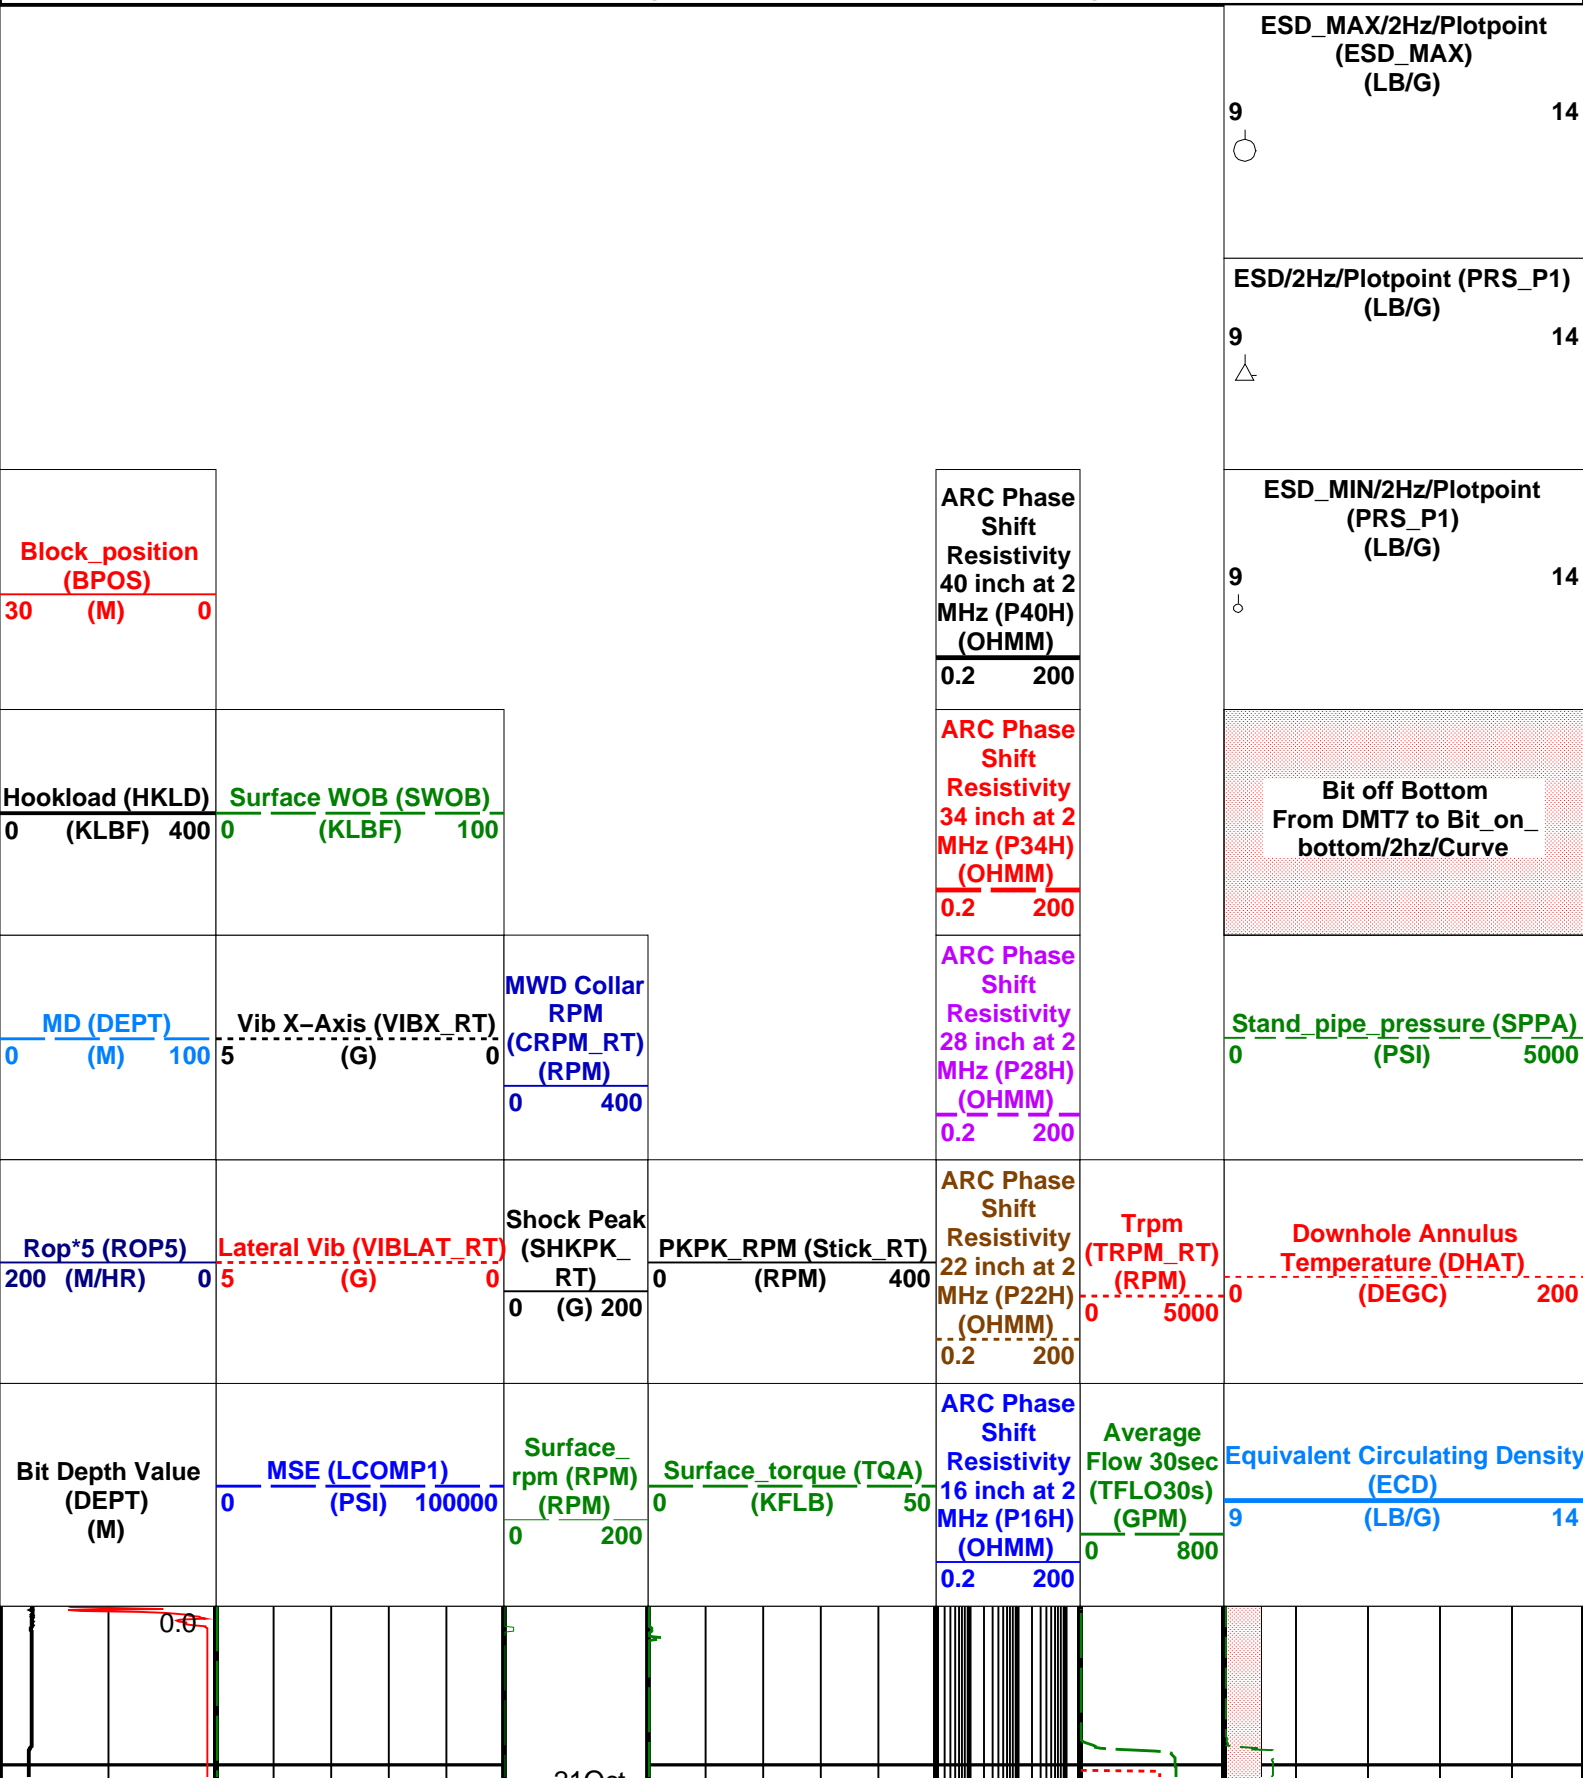 ESD_MAX/2Hz/Plotpoint
(ESD_MAX)
(LB/G)
9 14
ESD/2Hz/Plotpoint (PRS_P1)
(LB/G)
9 14
Block_position
(BPOS)
30 (M) 0
ARC Phase
Shift
Resistivity
40 inch at 2
MHz (P40H)
(OHMM)
0.2 200
ESD_MIN/2Hz/Plotpoint
(PRS_P1)
(LB/G)
9 14
Hookload (HKLD)
0 (KLBF) 400
Surface WOB (SWOB)
0 (KLBF) 100
ARC Phase
Shift
Resistivity
34 inch at 2
MHz (P34H)
(OHMM)
0.2 200
Bit off Bottom
From DMT7 to Bit_on_
bottom/2hz/Curve
MD (DEPT)
0 (M) 100
Vib X−Axis (VIBX_RT)
5 (G) 0
MWD Collar
RPM
(CRPM_RT)
(RPM)
0 400
ARC Phase
Shift
Resistivity
28 inch at 2
MHz (P28H)
(OHMM)
0.2 200
Stand_pipe_pressure (SPPA)
0 (PSI) 5000
Rop*5 (ROP5)
200 (M/HR) 0
Lateral Vib (VIBLAT_RT)
5 (G) 0
Shock Peak
(SHKPK_
RT)
0 (G) 200
PKPK_RPM (Stick_RT)
0 (RPM) 400
ARC Phase
Shift
Resistivity
22 inch at 2
MHz (P22H)
(OHMM)
0.2 200
Trpm
(TRPM_RT)
(RPM)
0 5000
Downhole Annulus
Temperature (DHAT)
0 (DEGC) 200
Bit Depth Value
(DEPT)
(M)
MSE (LCOMP1)
0 (PSI) 100000
Surface_
rpm (RPM)
(RPM)
0 200
Surface_torque (TQA)
0 (KFLB) 50
ARC Phase
Shift
Resistivity
16 inch at 2
MHz (P16H)
(OHMM)
0.2 200
Average
Flow 30sec
(TFLO30s)
(GPM)
0 800
Equivalent Circulating Density
(ECD)
9 (LB/G) 14
0.0
21Oct